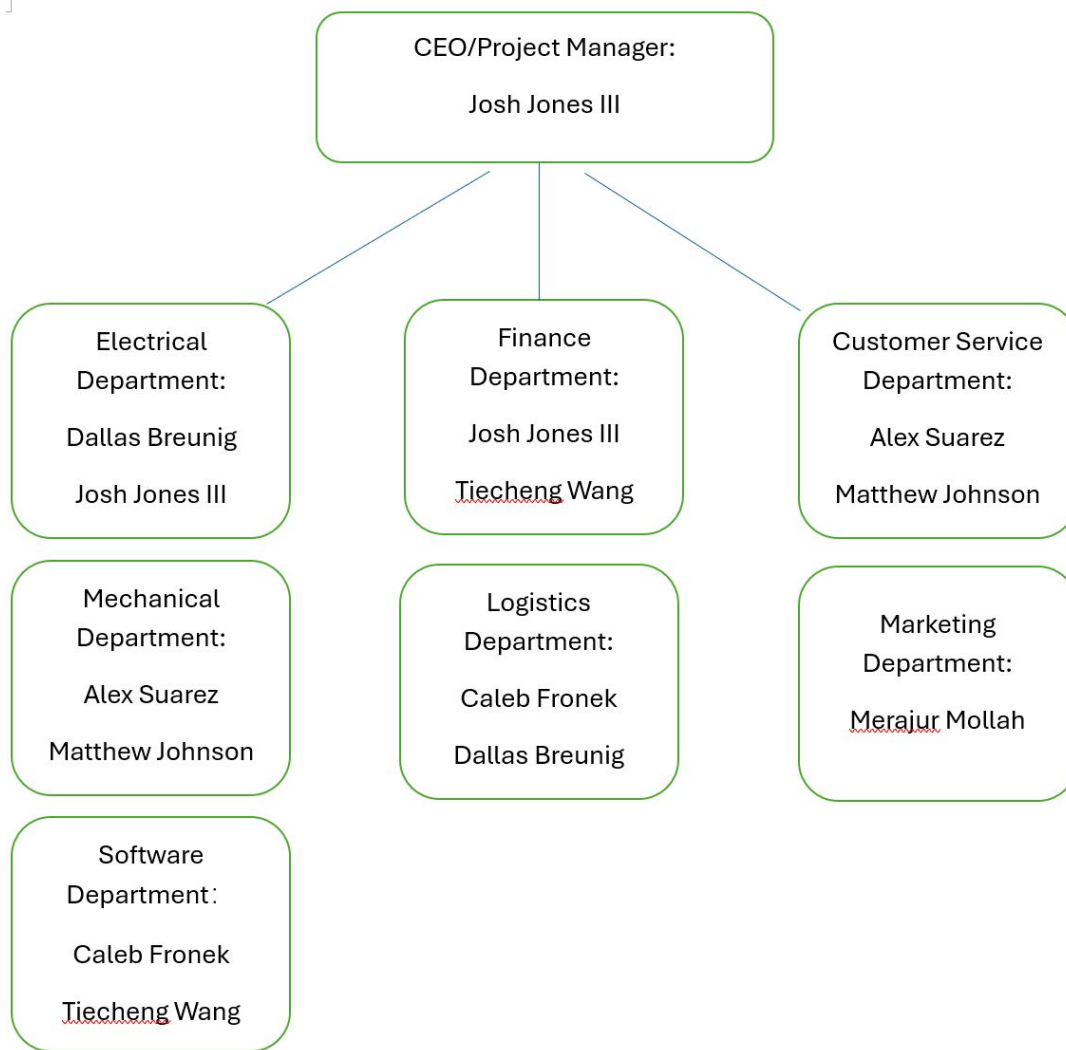 CEO/Project Manager:
Josh Jones III
Electrical
Department:
Dallas Breunig
Josh Jones III
Finance
Department:
Josh Jones III
Tiecheng Wang
Customer Service
Department:
Alex Suarez
Matthew Johnson
Mechanical
Department:
Alex Suarez
Matthew Johnson
Logistics
Department:
Caleb Fronek
Dallas Breunig
Marketing
Department:
Merajur Mollah
Software
Department:
Caleb Fronek
Tiecheng Wang